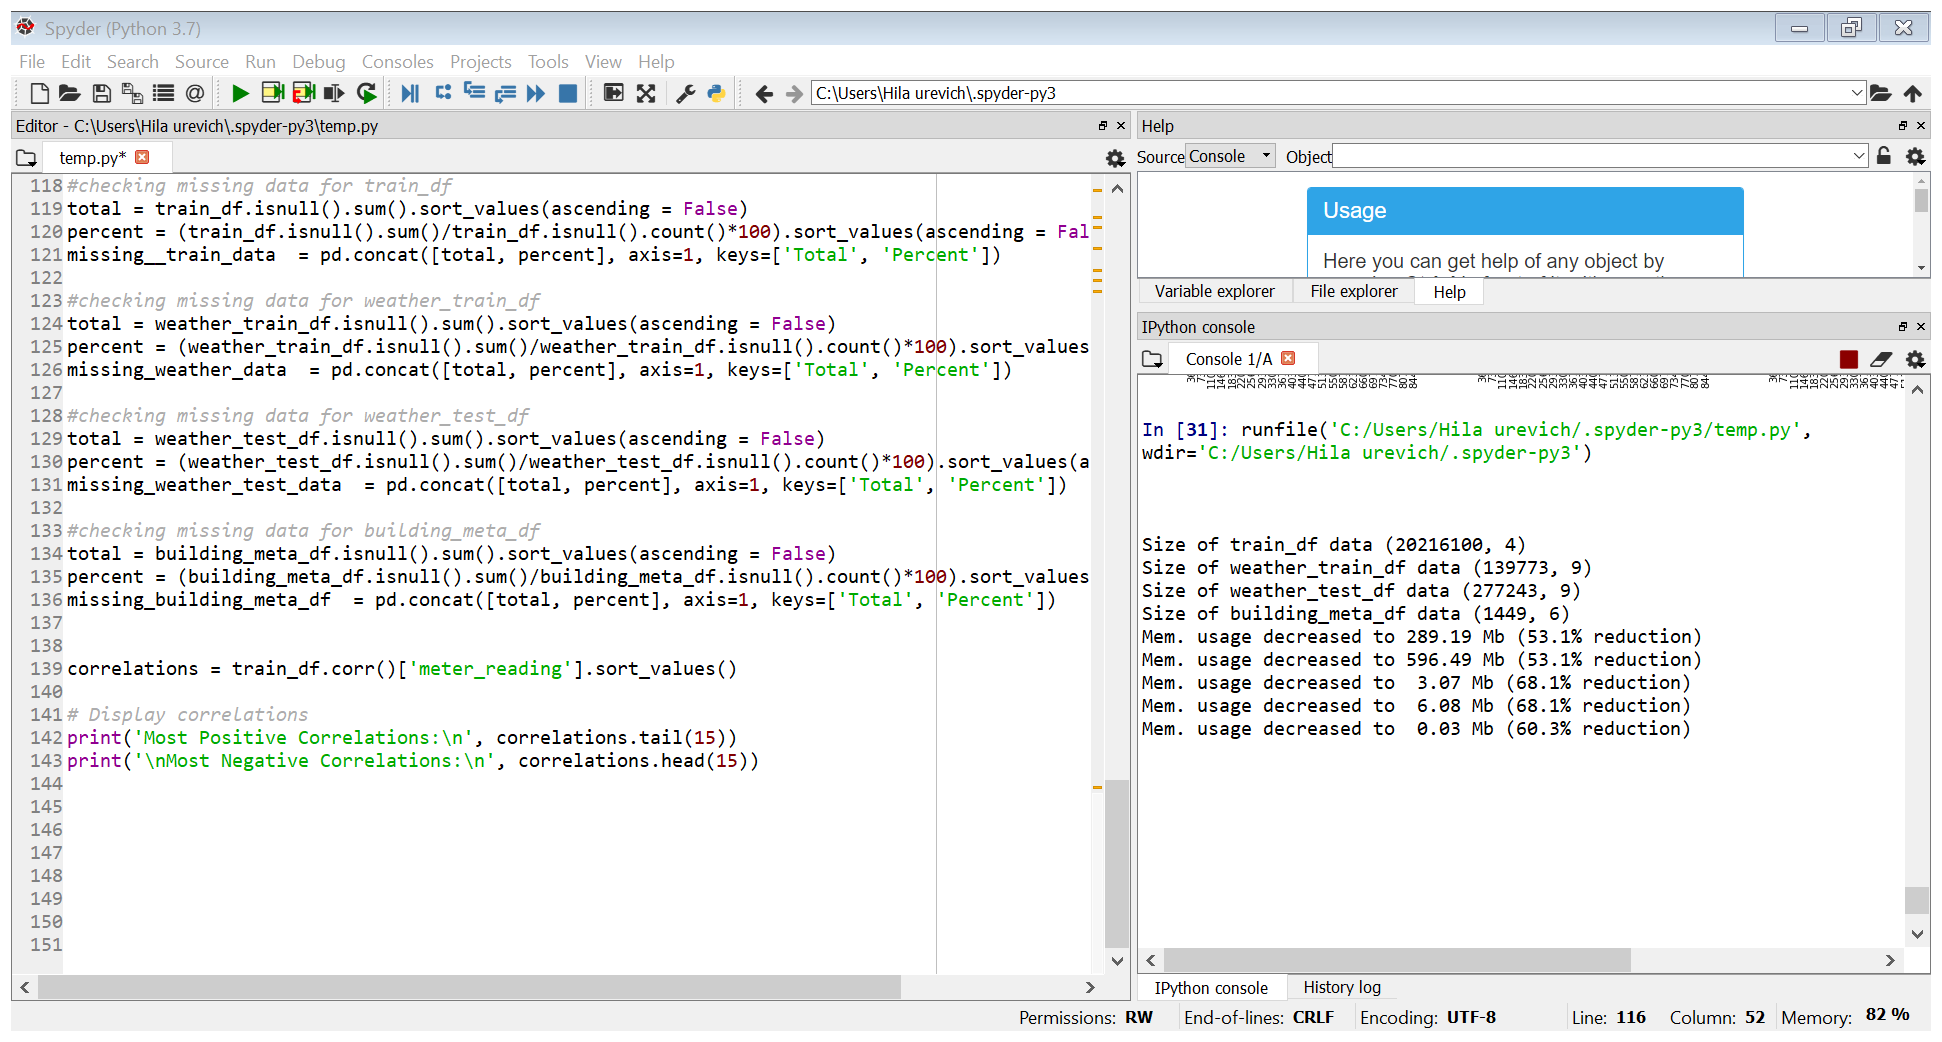 Spyder (Python 3.7)
File Edit Search Source Run Debug Consoles Projects Tools View Help
C:\Users\Hila urevich\.spyder-py3
Editor - C:\Users\Hila urevich\.spyder-py3\temp.py
temp.py*
118 #checking missing data for train_df
119 total = train_df.isnull().sum().sort_values(ascending = False)
120 percent = (train_df.isnull().sum()/train_df.isnull().count()*100).sort_values(ascending = Fal
121 missing__train_data  = pd.concat([total, percent], axis=1, keys=['Total', 'Percent'])
122
123 #checking missing data for weather_train_df
124 total = weather_train_df.isnull().sum().sort_values(ascending = False)
125 percent = (weather_train_df.isnull().sum()/weather_train_df.isnull().count()*100).sort_values
126 missing_weather_data  = pd.concat([total, percent], axis=1, keys=['Total', 'Percent'])
127
128 #checking missing data for weather_test_df
129 total = weather_test_df.isnull().sum().sort_values(ascending = False)
130 percent = (weather_test_df.isnull().sum()/weather_test_df.isnull().count()*100).sort_values(a
131 missing_weather_test_data  = pd.concat([total, percent], axis=1, keys=['Total', 'Percent'])
132
133 #checking missing data for building_meta_df
134 total = building_meta_df.isnull().sum().sort_values(ascending = False)
135 percent = (building_meta_df.isnull().sum()/building_meta_df.isnull().count()*100).sort_values
136 missing_building_meta_df  = pd.concat([total, percent], axis=1, keys=['Total', 'Percent'])
137
138
139 correlations = train_df.corr()['meter_reading'].sort_values()
140
141 # Display correlations
142 print('Most Positive Correlations:\n', correlations.tail(15))
143 print('\nMost Negative Correlations:\n', correlations.head(15))
144
145
146
147
148
149
150
151
Help
Source Console Object
Usage
Here you can get help of any object by
Variable explorer File explorer Help
IPython console
Console 1/A
In [31]: runfile('C:/Users/Hila urevich/.spyder-py3/temp.py',
wdir='C:/Users/Hila urevich/.spyder-py3')
Size of train_df data (20216100, 4)
Size of weather_train_df data (139773, 9)
Size of weather_test_df data (277243, 9)
Size of building_meta_df data (1449, 6)
Mem. usage decreased to 289.19 Mb (53.1% reduction)
Mem. usage decreased to 596.49 Mb (53.1% reduction)
Mem. usage decreased to  3.07 Mb (68.1% reduction)
Mem. usage decreased to  6.08 Mb (68.1% reduction)
Mem. usage decreased to  0.03 Mb (60.3% reduction)
IPython console History log
Permissions: RW End-of-lines: CRLF Encoding: UTF-8 Line: 116 Column: 52 Memory: 82 %